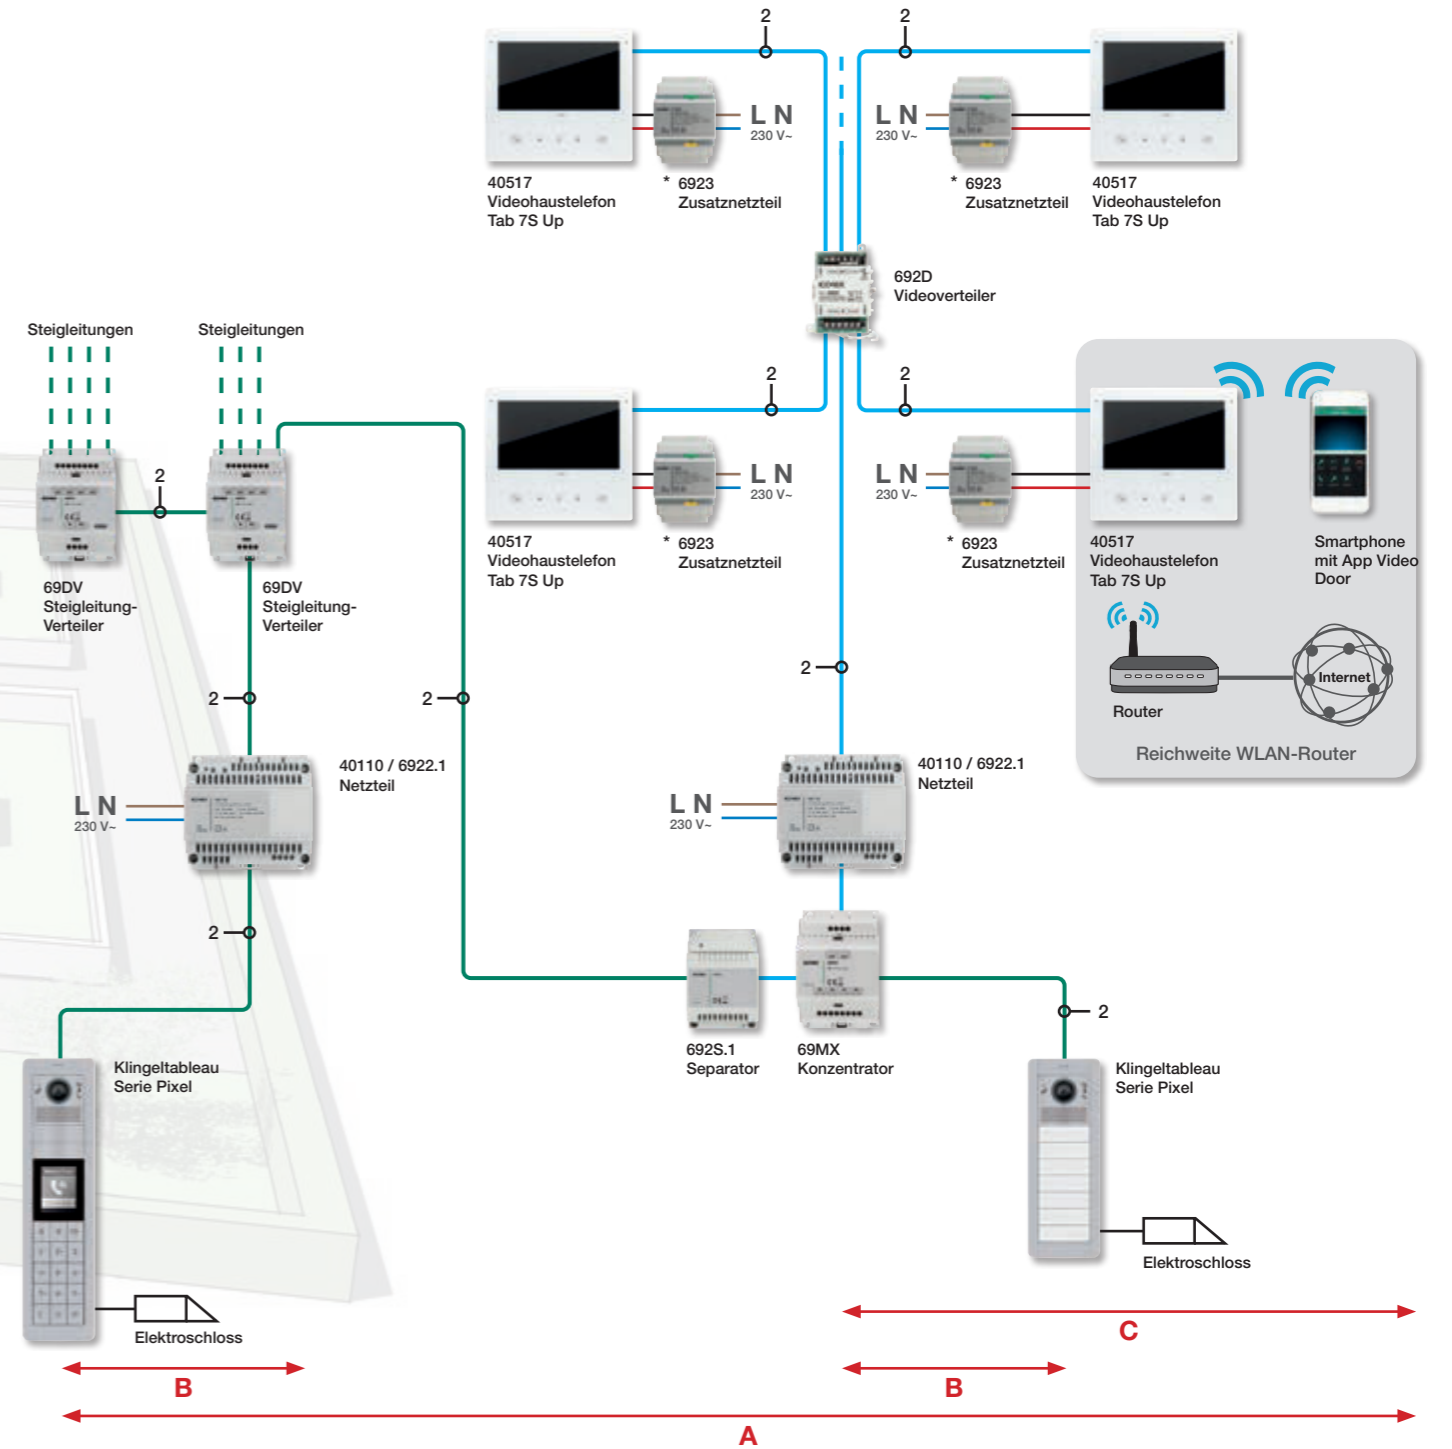 2
2
L N
230 V~
L N
230 V~
40517
Videohaustelefon
Tab 7S Up
* 6923
Zusatznetzteil
* 6923
Zusatznetzteil
40517
Videohaustelefon
Tab 7S Up
692D
Videoverteiler
Steigleitungen
Steigleitungen
2
2
2
L N
230 V~
L N
230 V~
40517
Videohaustelefon
Tab 7S Up
* 6923
Zusatznetzteil
* 6923
Zusatznetzteil
40517
Videohaustelefon
Tab 7S Up
Smartphone
mit App Video
Door
69DV
Steigleitung-
Verteiler
69DV
Steigleitung-
Verteiler
Internet
Router
Reichweite WLAN-Router
2
2
2
40110 / 6922.1
Netzteil
L N
230 V~
40110 / 6922.1
Netzteil
L N
230 V~
2
692S.1
Separator
69MX
Konzentrator
2
Klingeltableau
Serie Pixel
Klingeltableau
Serie Pixel
Elektroschloss
Elektroschloss
C
B
B
A